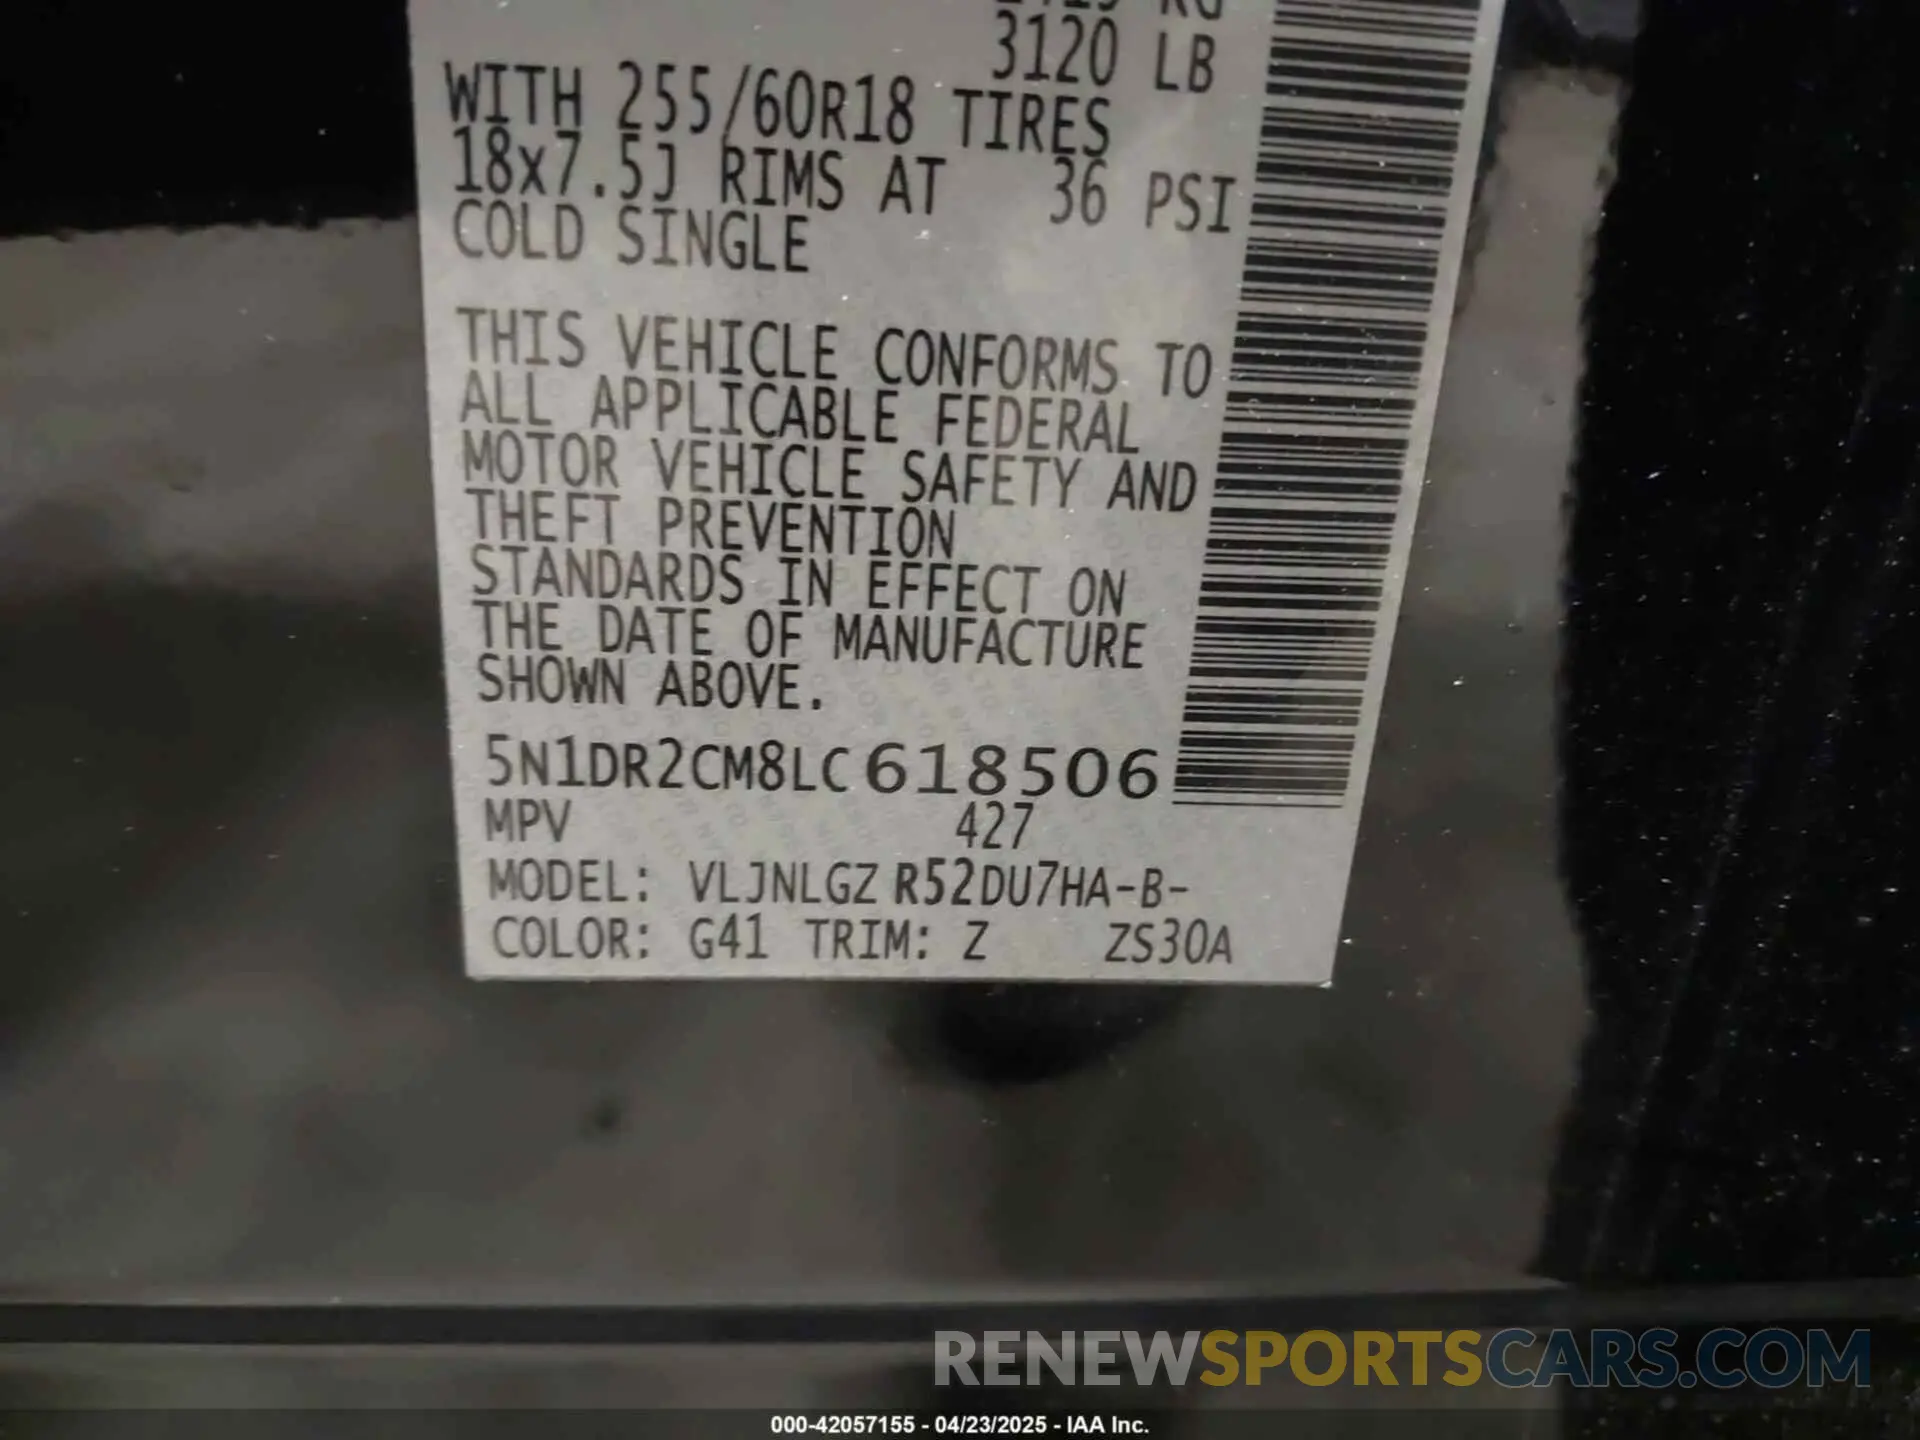 3120 LB
WITH 255/60R18 TIRES
18x7.5J RIMS AT 36 PSI
COLD SINGLE
THIS VEHICLE CONFORMS TO
ALL APPLICABLE FEDERAL
MOTOR VEHICLE SAFETY AND
THEFT PREVENTION
STANDARDS IN EFFECT ON
THE DATE OF MANUFACTURE
SHOWN ABOVE.
5N1DR2CM8LC618506
MPV 427
MODEL: VLJNLGZ R52DU7HA-B-
COLOR: G41 TRIM: Z ZS30A
RENEWSPORTSCARS.COM
000-42057155 - 04/23/2025 - IAA Inc.